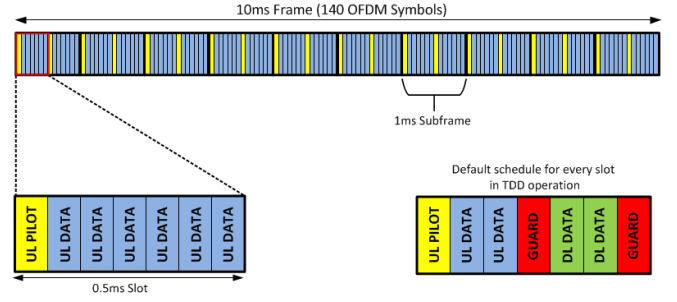 10ms Frame (140 OFDM Symbols)
1ms Subframe
Default schedule for every slot
in TDD operation
UL PILOT
UL DATA
UL DATA
UL DATA
UL DATA
UL DATA
UL DATA
0.5ms Slot
UL PILOT
UL DATA
UL DATA
GUARD
DL DATA
DL DATA
GUARD